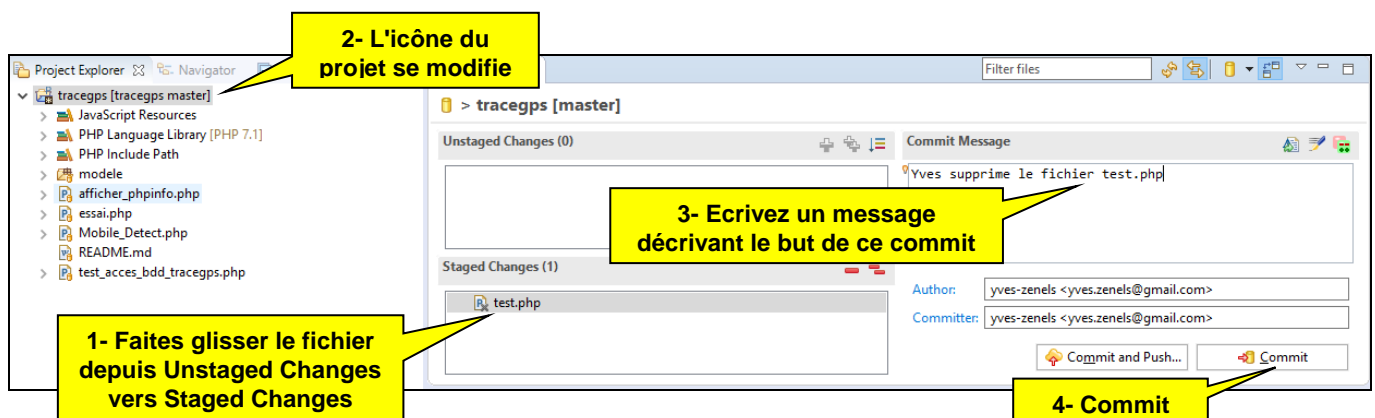 2- L'icône du
projet se modifie
Project Explorer
Navigator
Filter files
tracegps [tracegps master]
JavaScript Resources
PHP Language Library [PHP 7.1]
PHP Include Path
modele
afficher_phpinfo.php
essai.php
Mobile_Detect.php
README.md
test_acces_bdd_tracegps.php
> tracegps [master]
Unstaged Changes (0)
Commit Message
Yves supprime le fichier test.php
3- Ecrivez un message
décrivant le but de ce commit
Staged Changes (1)
test.php
Author:
yves-zenels <yves.zenels@gmail.com>
Committer:
yves-zenels <yves.zenels@gmail.com>
Commit and Push...
Commit
1- Faites glisser le fichier
depuis Unstaged Changes
vers Staged Changes
4- Commit